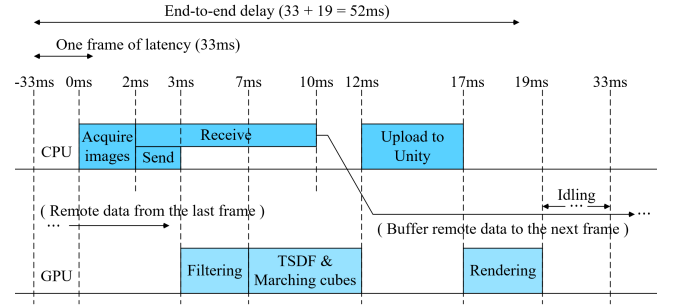 End-to-end delay (33 + 19 = 52ms)
One frame of latency (33ms)
-33ms 0ms 2ms 3ms 7ms 10ms 12ms 17ms 19ms 33ms
CPU
Acquire
images
Receive
Send
Upload to
Unity
Idling
...
( Remote data from the last frame )
...
...
( Buffer remote data to the next frame )
GPU
Filtering
TSDF &
Marching cubes
Rendering